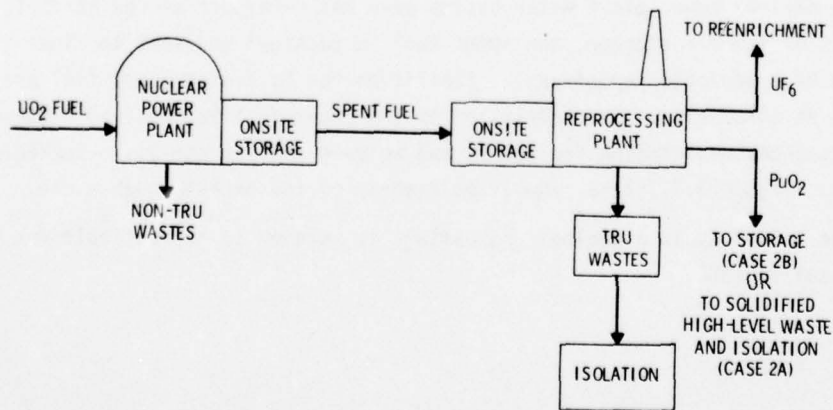 UO2 FUEL
NUCLEAR
POWER
PLANT
ONSITE
STORAGE
NON-TRU
WASTES
SPENT FUEL
ONSITE
STORAGE
REPROCESSING
PLANT
TO REENRICHMENT
UF6
PuO2
TRU
WASTES
ISOLATION
TO STORAGE
(CASE 2B)
OR
TO SOLIDIFIED
HIGH-LEVEL WASTE
AND ISOLATION
(CASE 2A)